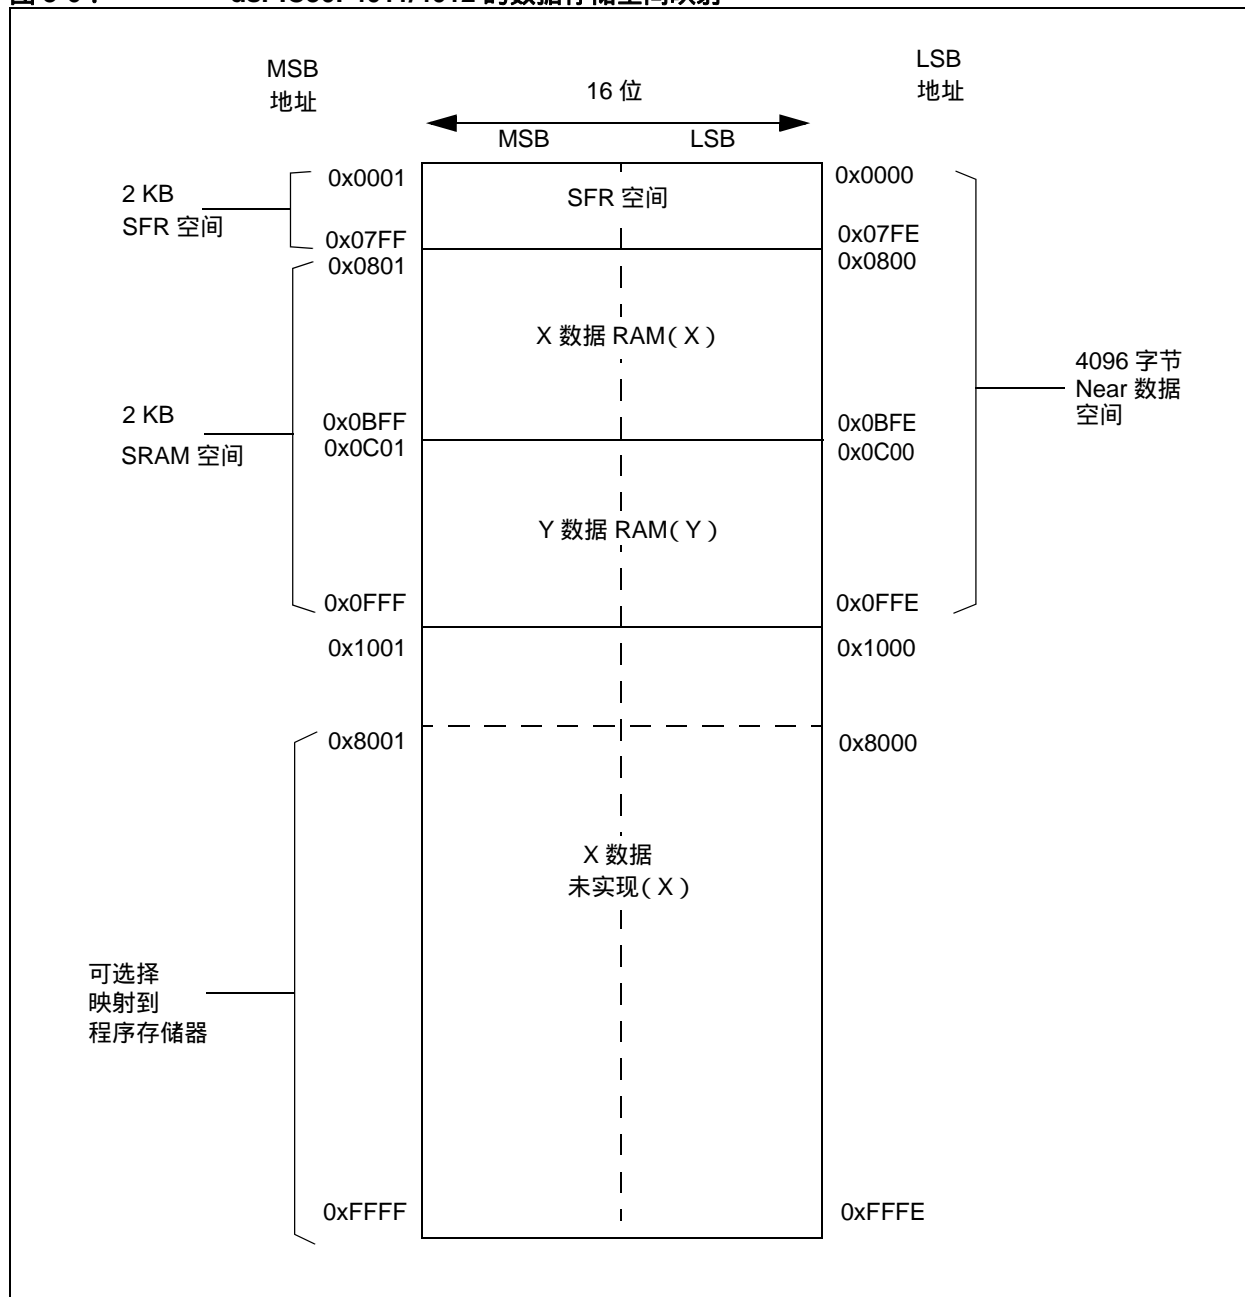 MSB
地址
LSB
地址
16 位
MSB
LSB
0x0001
0x0000
2 KB
SFR 空间
SFR 空间
0x07FF
0x07FE
0x0801
0x0800
X 数据 RAM( X )
4096 字节
Near 数据
空间
2 KB
SRAM 空间
0x0BFF
0x0BFE
0x0C01
0x0C00
Y 数据 RAM( Y )
0x0FFF
0x0FFE
0x1001
0x1000
0x8001
0x8000
X 数据
未实现( X )
可选择
映射到
程序存储器
0xFFFF
0xFFFE